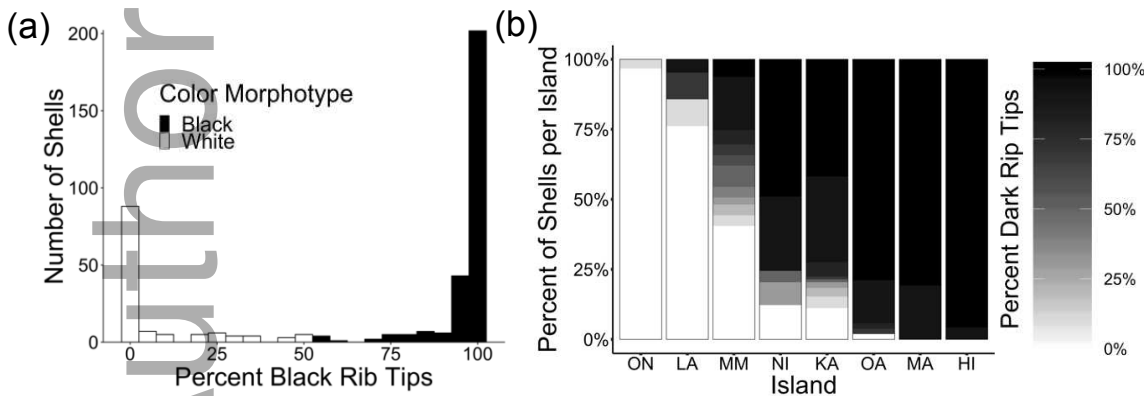 (a)
200
150
100
50
0
Number of Shells
Color Morphotype
Black
White
0 25 50 75 100
Percent Black Rib Tips
uthor
(b)
100%
75%
50%
25%
0%
Percent of Shells per Island
ON LA MM NI KA OA MA HI
Island
Percent Dark Rip Tips
100%
75%
50%
25%
0%